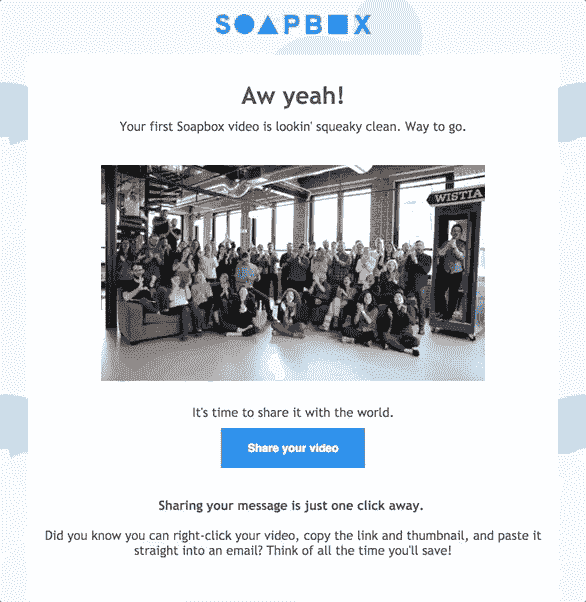 SOAPBOX
Aw yeah!
Your first Soapbox video is lookin' squeaky clean. Way to go.
WISTIA
It's time to share it with the world.
Share your video
Sharing your message is just one click away.
Did you know you can right-click your video, copy the link and thumbnail, and paste it
straight into an email? Think of all the time you'll save!